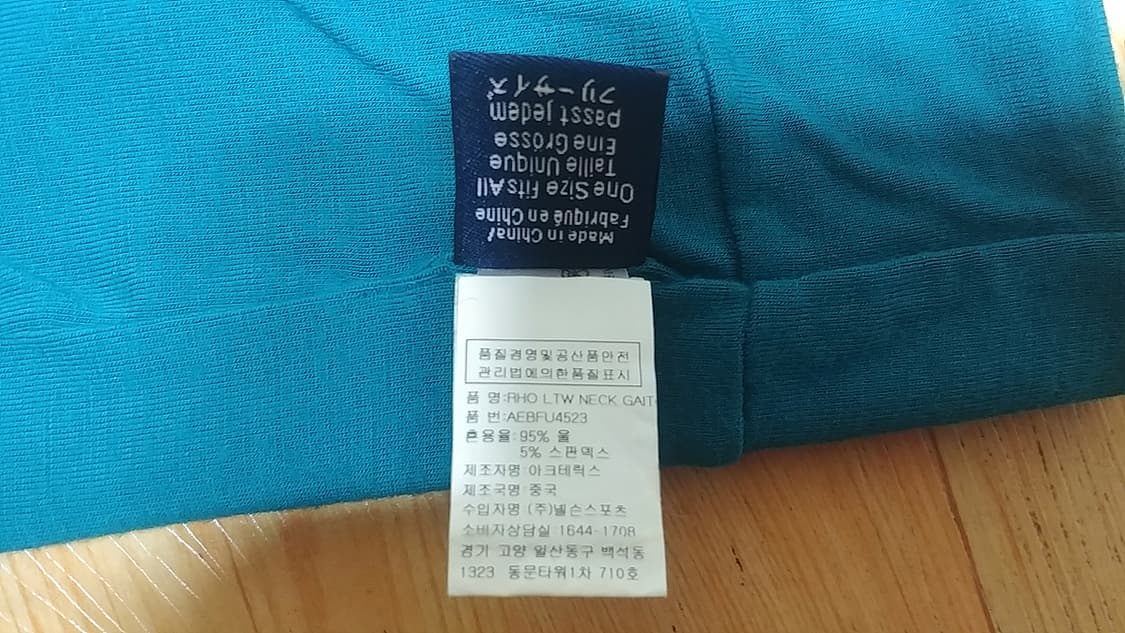 Made in China/
Fabriqué en Chine
One Size Fits All
Taille Unique
Eine Grösse
passt jedem
フリーサイズ
품질경영및공산품안전
관리법에의한품질표시
품 명:RHO LTW NECK GAIT
품 번:AEBFU4523
혼용율:95% 울
5% 스판덱스
제조자명 아크테릭스
제조국명 중국
수입자명 (주)넬슨스포츠
소비자상담실 1644-1708
경기 고양 일산동구 백석동
1323 동문타워1차 710호